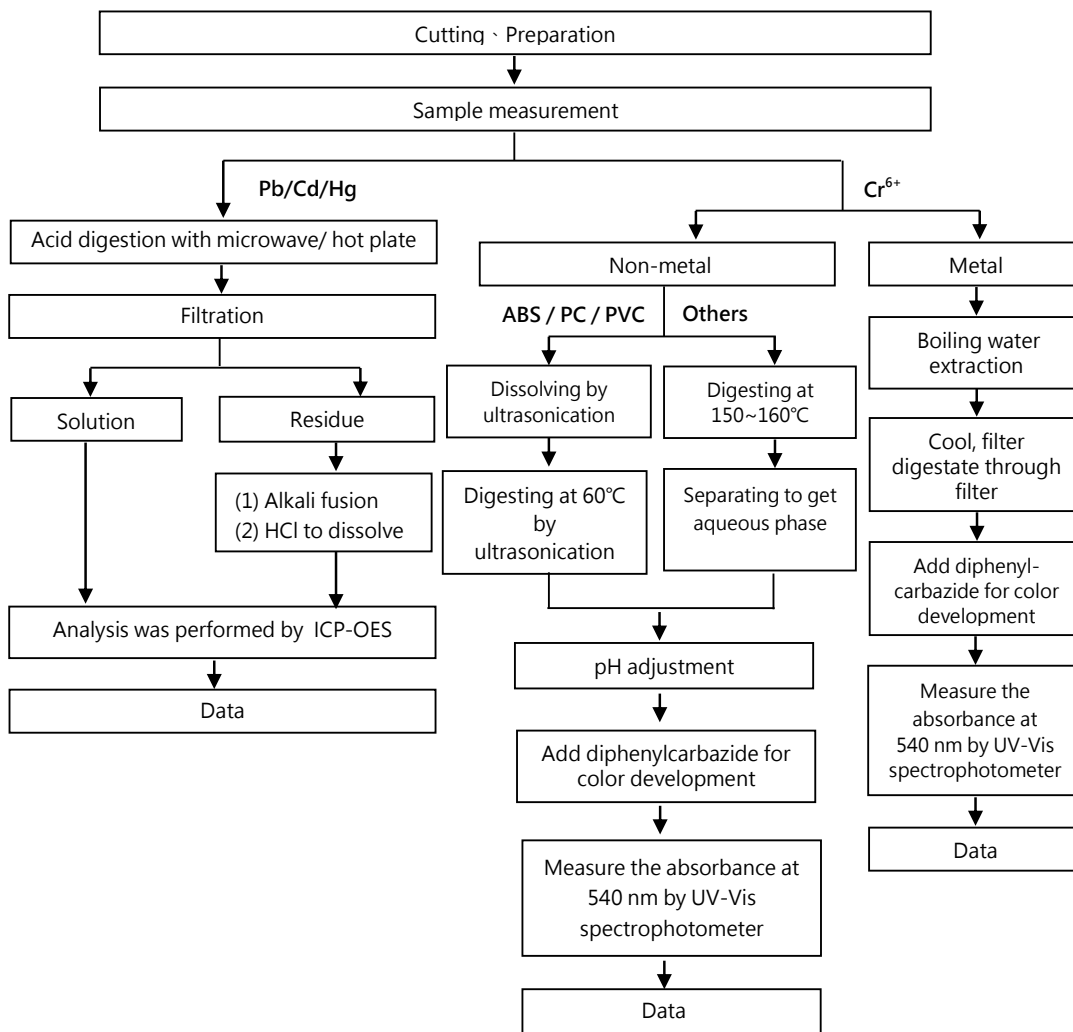 Cutting、Preparation
Sample measurement
Pb/Cd/Hg
Acid digestion with microwave/ hot plate
Filtration
Solution
Residue
(1) Alkali fusion
(2) HCl to dissolve
Analysis was performed by ICP-OES
Data
Cr⁶⁺
Non-metal
ABS / PC / PVC
Others
Dissolving by
ultrasonication
Digesting at
150~160℃
Digesting at 60℃
by
ultrasonication
Separating to get
aqueous phase
pH adjustment
Add diphenylcarbazide for
color development
Measure the absorbance at
540 nm by UV-Vis
spectrophotometer
Data
Metal
Boiling water
extraction
Cool, filter
digestate through
filter
Add diphenyl-
carbazide for color
development
Measure the
absorbance at
540 nm by UV-Vis
spectrophotometer
Data